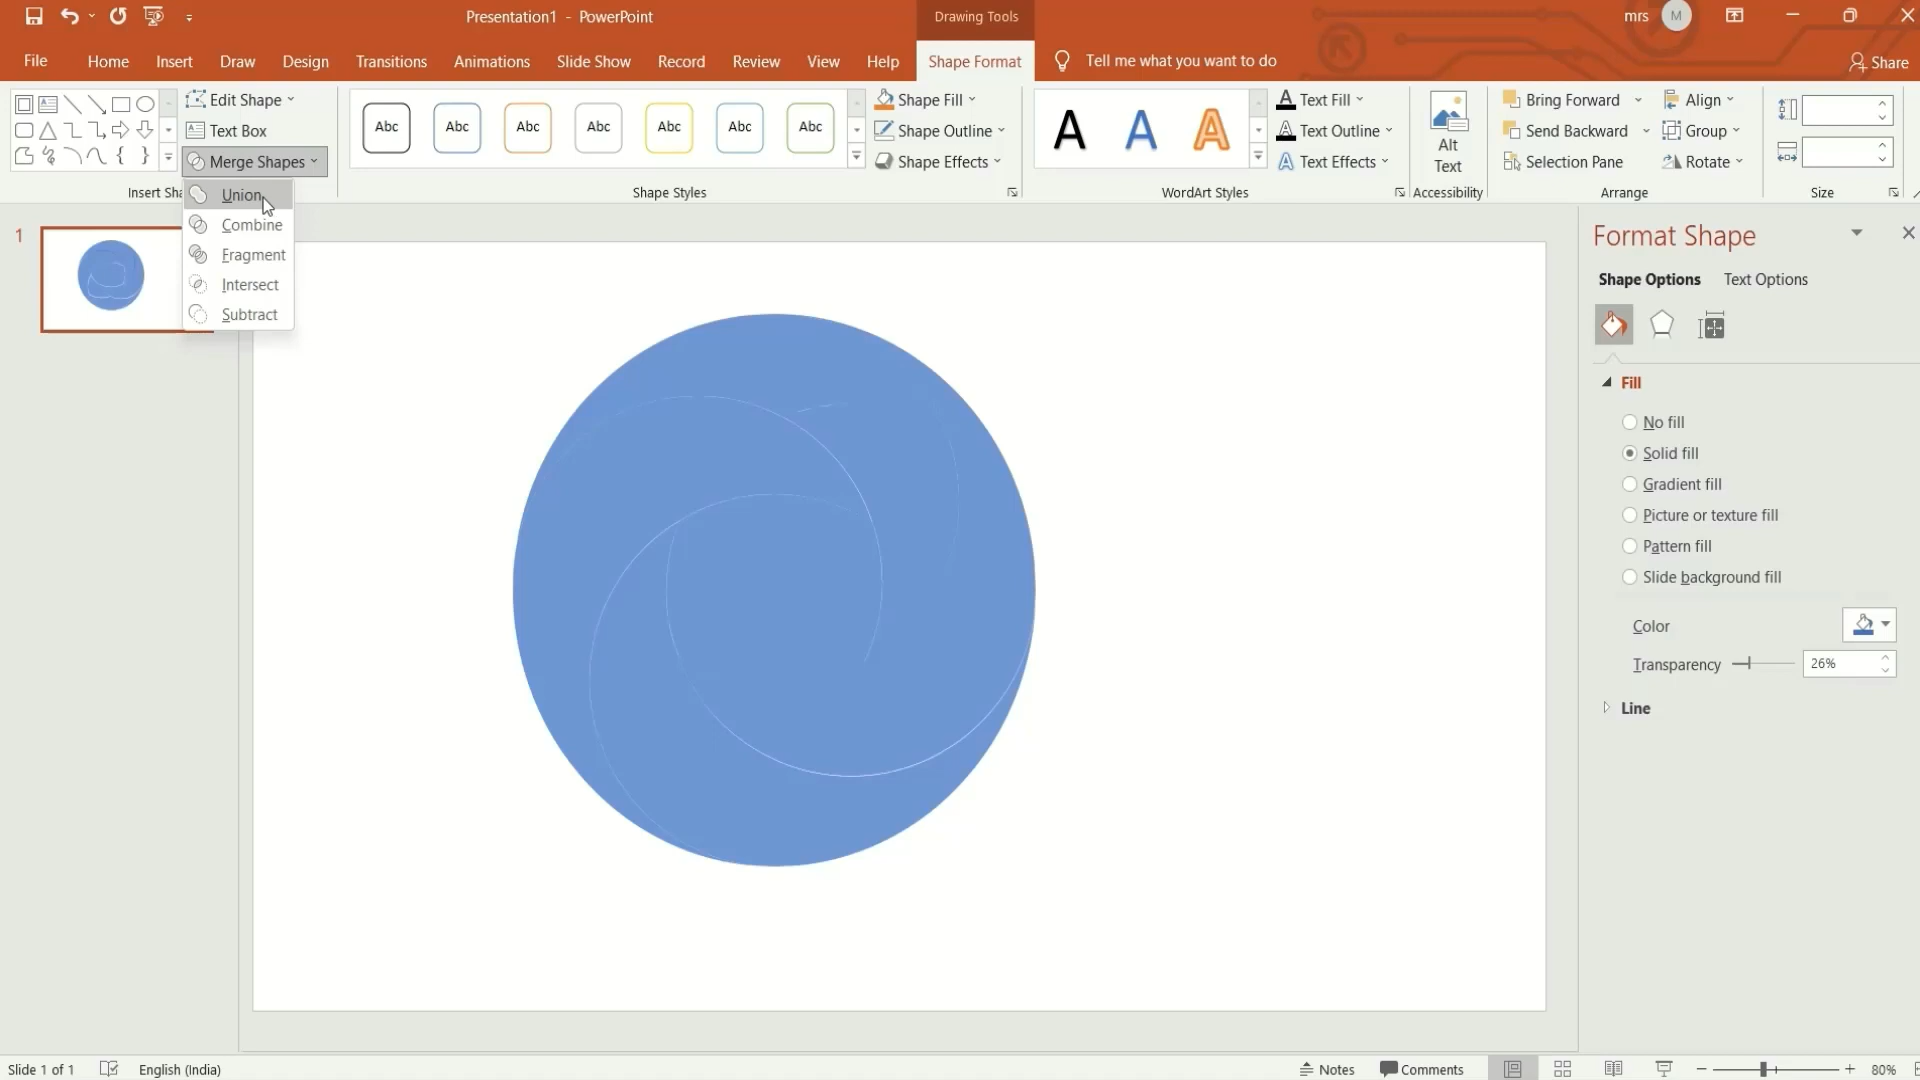 Presentation1 - PowerPoint
Drawing Tools
mrs
M
File
Home
Insert
Draw
Design
Transitions
Animations
Slide Show
Record
Review
View
Help
Shape Format
Tell me what you want to do
Share
Edit Shape
Text Box
Merge Shapes
Insert Sha
Abc
Abc
Abc
Abc
Abc
Abc
Abc
Shape Styles
Shape Fill
Shape Outline
Shape Effects
A
A
A
WordArt Styles
Text Fill
Text Outline
Text Effects
Alt
Text
Accessibility
Bring Forward
Send Backward
Selection Pane
Align
Group
Rotate
Arrange
Size
Union
Combine
Fragment
Intersect
Subtract
1
Format Shape
Shape Options
Text Options
Fill
No fill
Solid fill
Gradient fill
Picture or texture fill
Pattern fill
Slide background fill
Color
Transparency
26%
Line
Slide 1 of 1
English (India)
Notes
Comments
80%